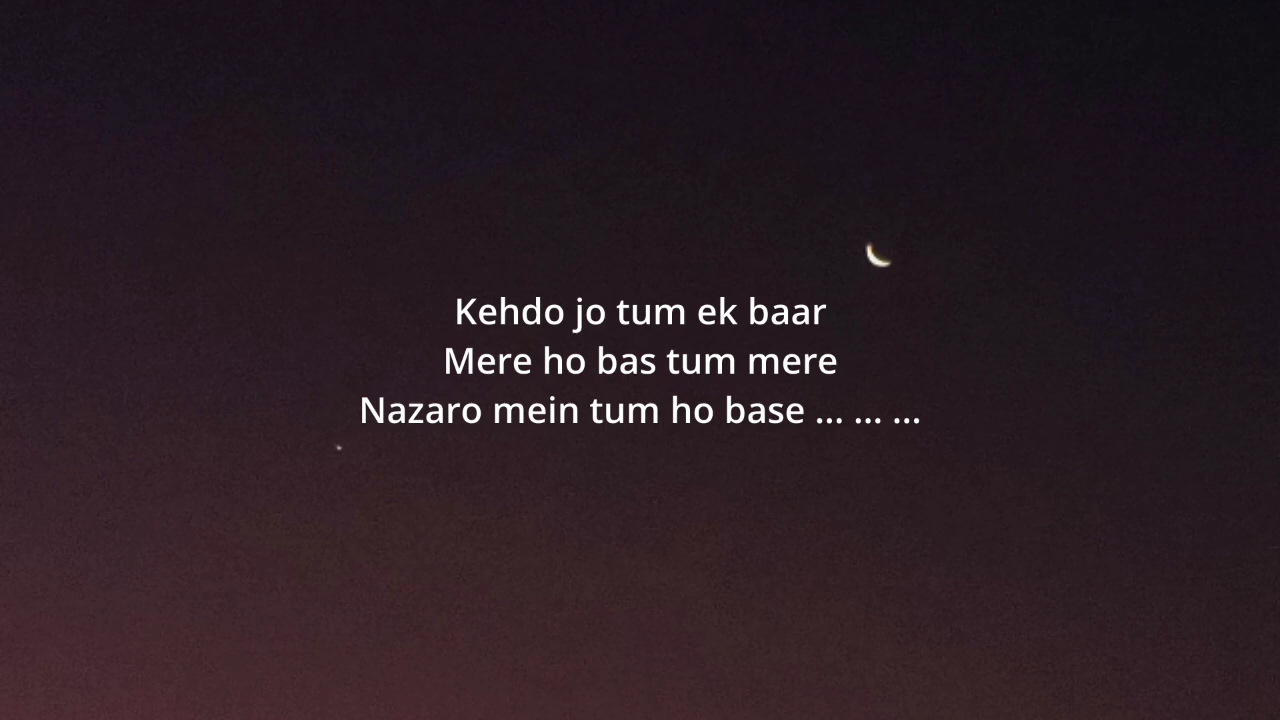 Kehdo jo tum ek baar
Mere ho bas tum mere
Nazaro mein tum ho base ... ... ...